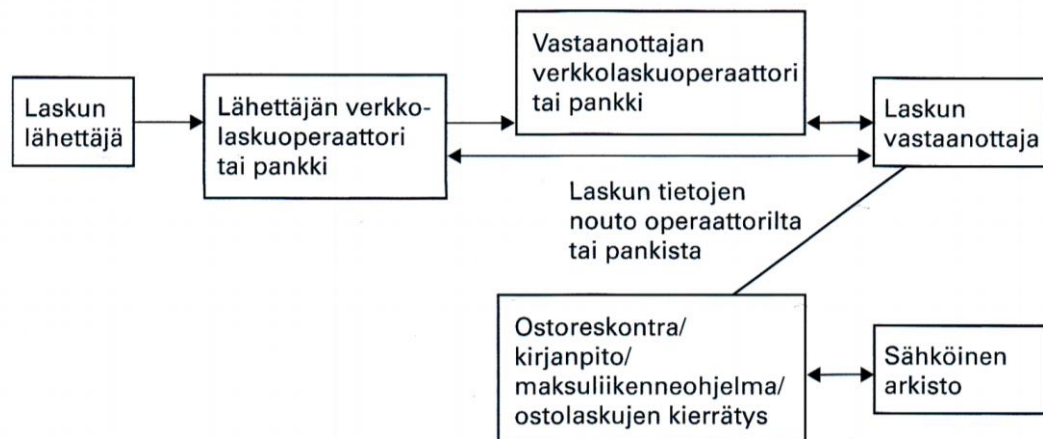 Laskun
lähettäjä
Lähettäjän verkko-
laskuoperaattori
tai pankki
Vastaanottajan
verkkolaskuoperaattori
tai pankki
Laskun
vastaanottaja
Laskun tietojen
nouto operaattorilta
tai pankista
Ostoreskontra/
kirjanpito/
maksuliikenneohjelma/
ostolaskujen kierrätys
Sähköinen
arkisto